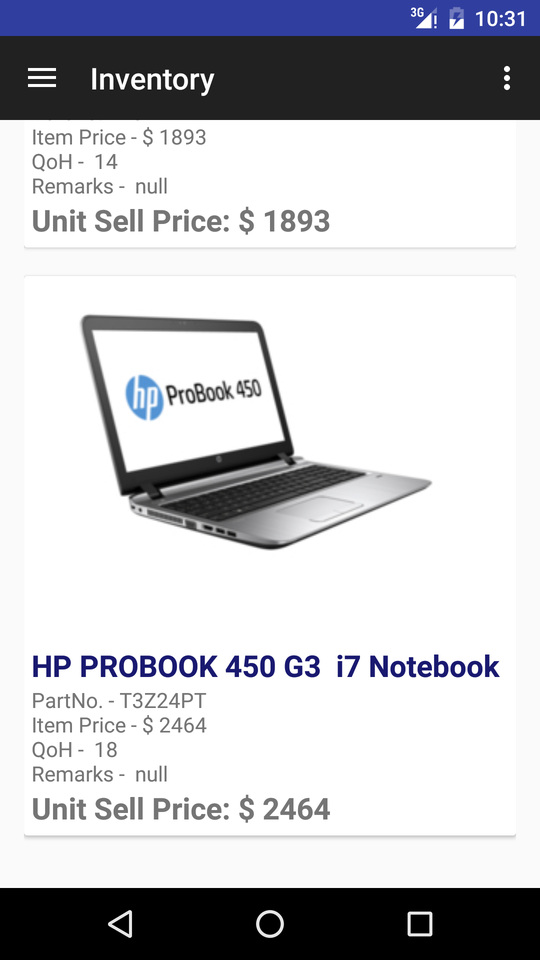 3G 10:31
Inventory
Item Price - $ 1893
QoH - 14
Remarks - null
Unit Sell Price: $ 1893
hp ProBook 450
HP PROBOOK 450 G3 i7 Notebook
PartNo. - T3Z24PT
Item Price - $ 2464
QoH - 18
Remarks - null
Unit Sell Price: $ 2464